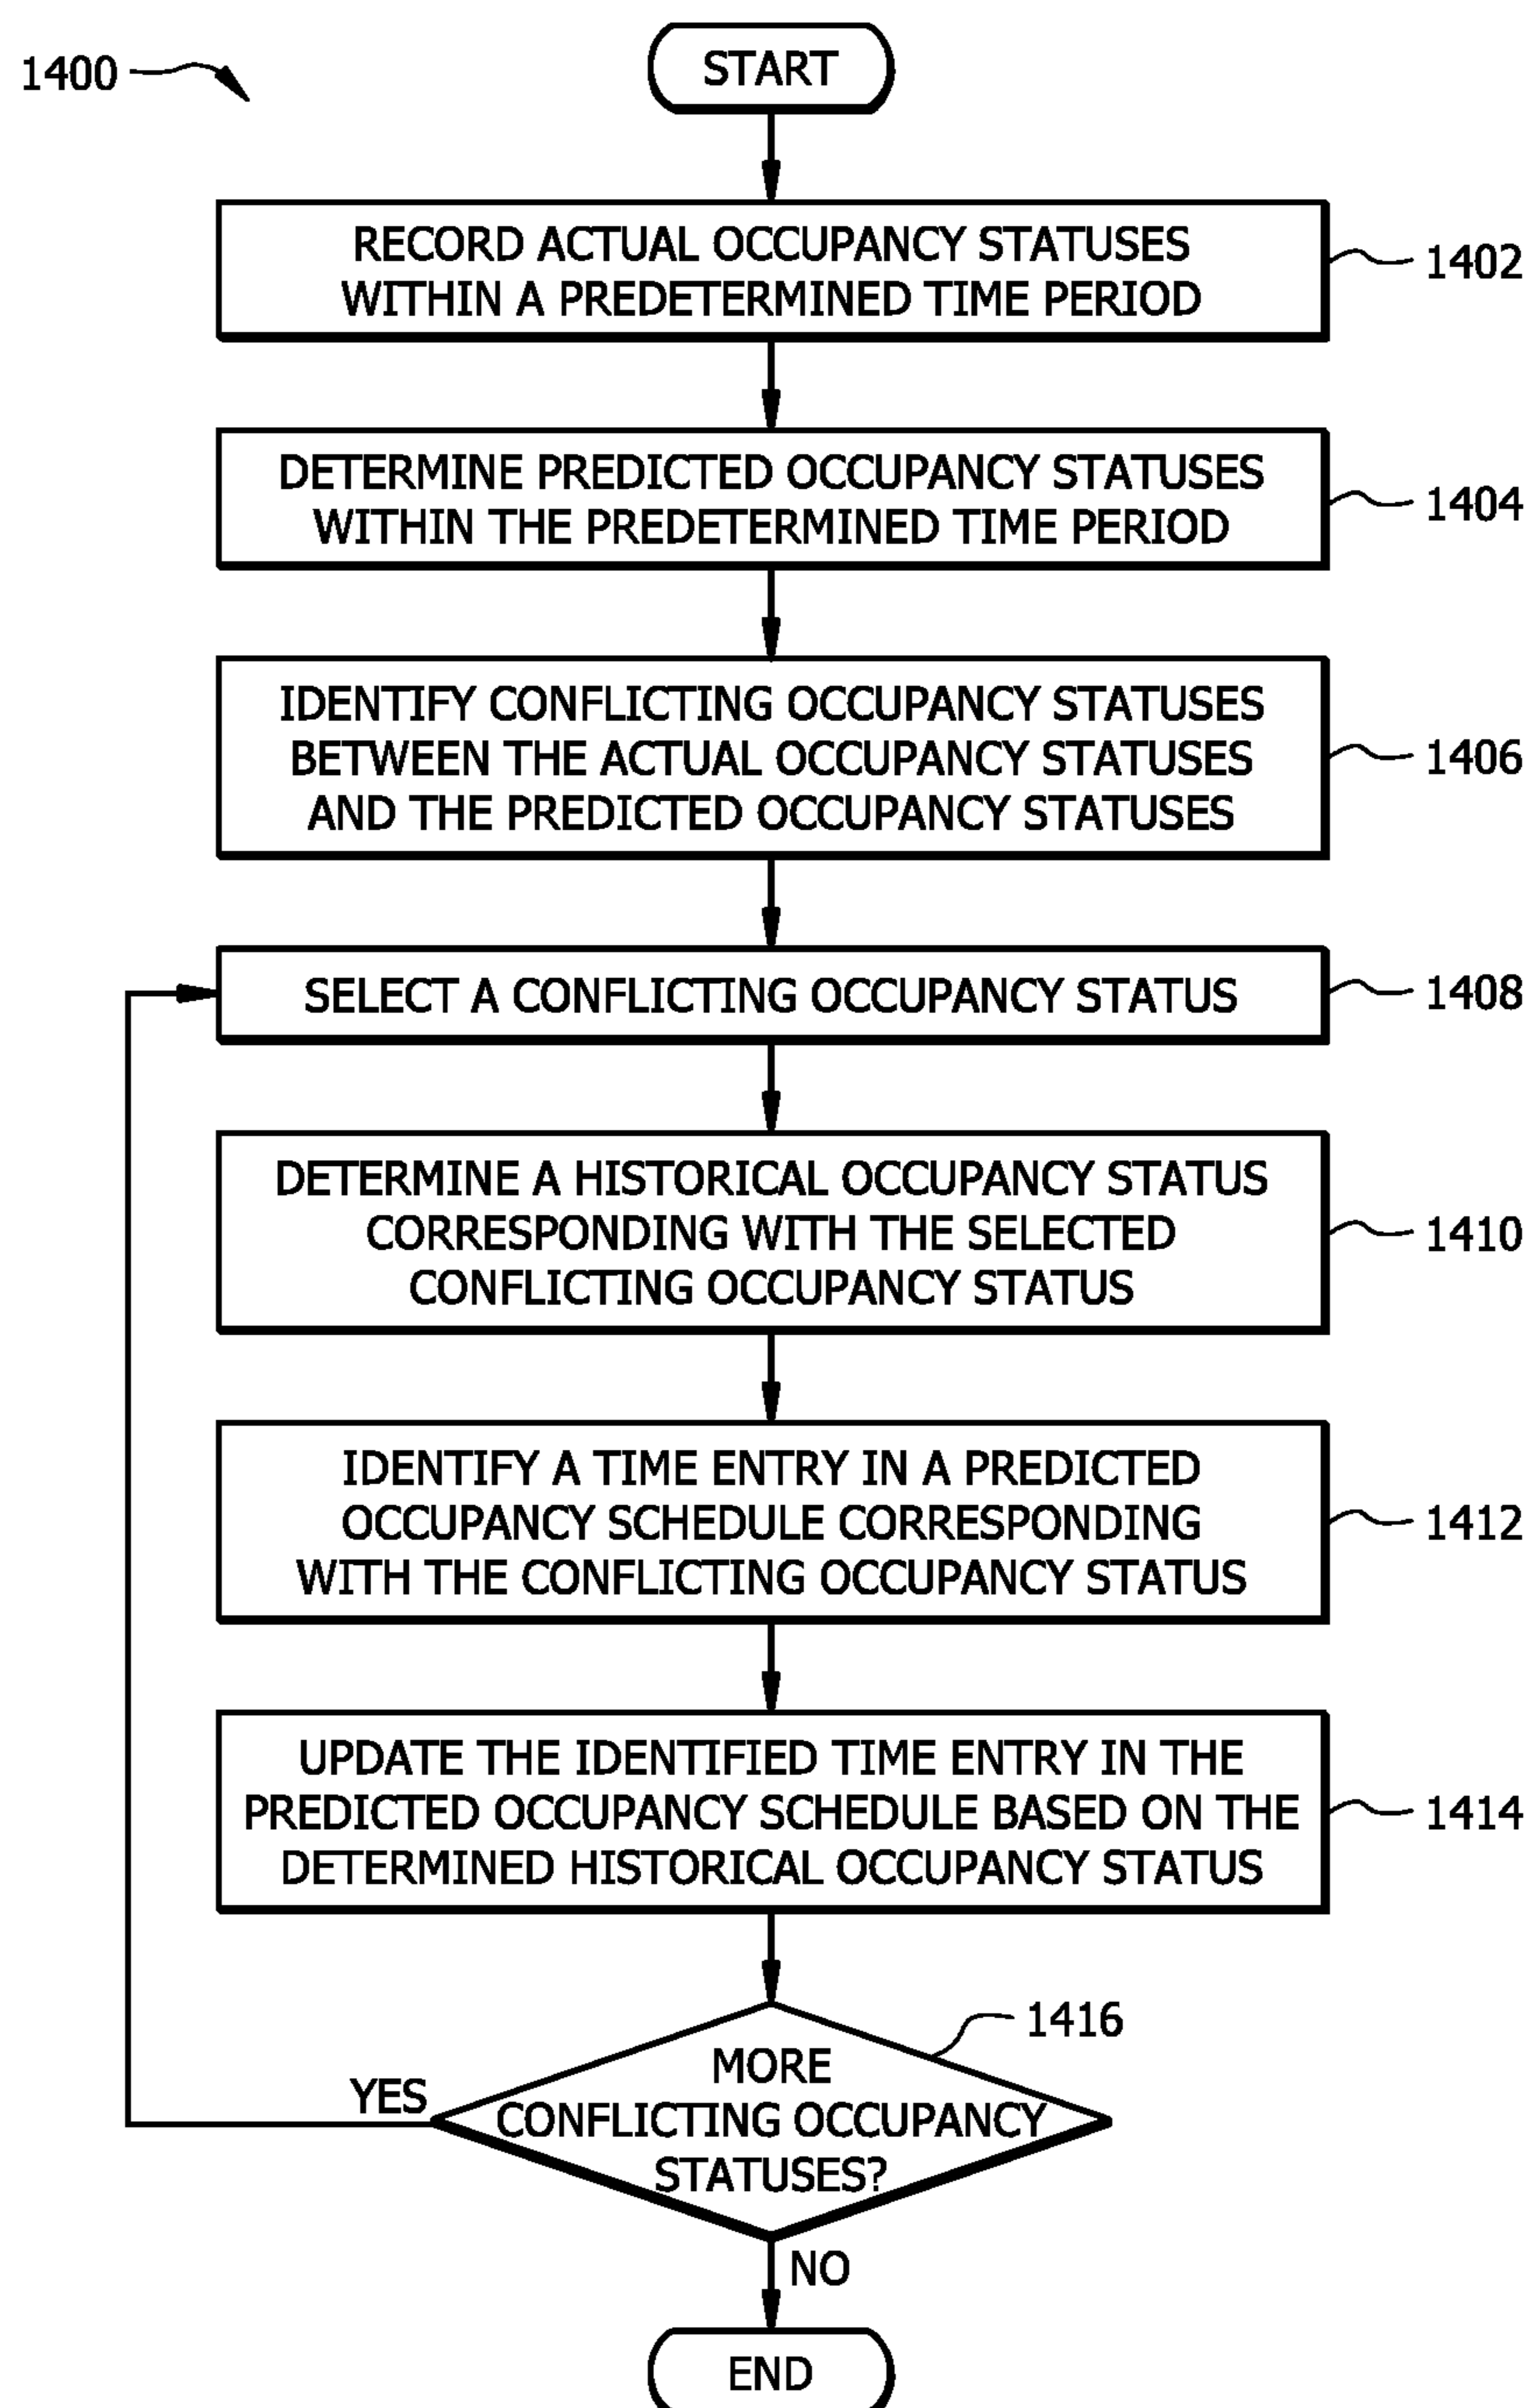 1400
START
RECORD ACTUAL OCCUPANCY STATUSES
WITHIN A PREDETERMINED TIME PERIOD
1402
DETERMINE PREDICTED OCCUPANCY STATUSES
WITHIN THE PREDETERMINED TIME PERIOD
1404
IDENTIFY CONFLICTING OCCUPANCY STATUSES
BETWEEN THE ACTUAL OCCUPANCY STATUSES
AND THE PREDICTED OCCUPANCY STATUSES
1406
SELECT A CONFLICTING OCCUPANCY STATUS
1408
DETERMINE A HISTORICAL OCCUPANCY STATUS
CORRESPONDING WITH THE SELECTED
CONFLICTING OCCUPANCY STATUS
1410
IDENTIFY A TIME ENTRY IN A PREDICTED
OCCUPANCY SCHEDULE CORRESPONDING
WITH THE CONFLICTING OCCUPANCY STATUS
1412
UPDATE THE IDENTIFIED TIME ENTRY IN THE
PREDICTED OCCUPANCY SCHEDULE BASED ON THE
DETERMINED HISTORICAL OCCUPANCY STATUS
1414
1416
MORE
CONFLICTING OCCUPANCY
STATUSES?
YES
NO
END